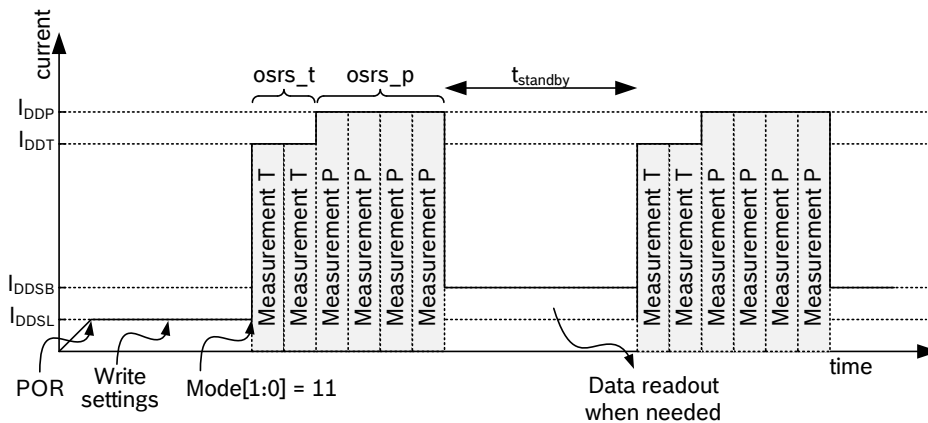 current
osrs_t
osrs_p
tstandby
IDDP
IDDT
Measurement T
Measurement T
Measurement P
Measurement P
Measurement P
Measurement P
Measurement T
Measurement T
Measurement P
Measurement P
Measurement P
Measurement P
IDDSB
IDDSL
time
POR
Write
settings
Mode[1:0] = 11
Data readout
when needed